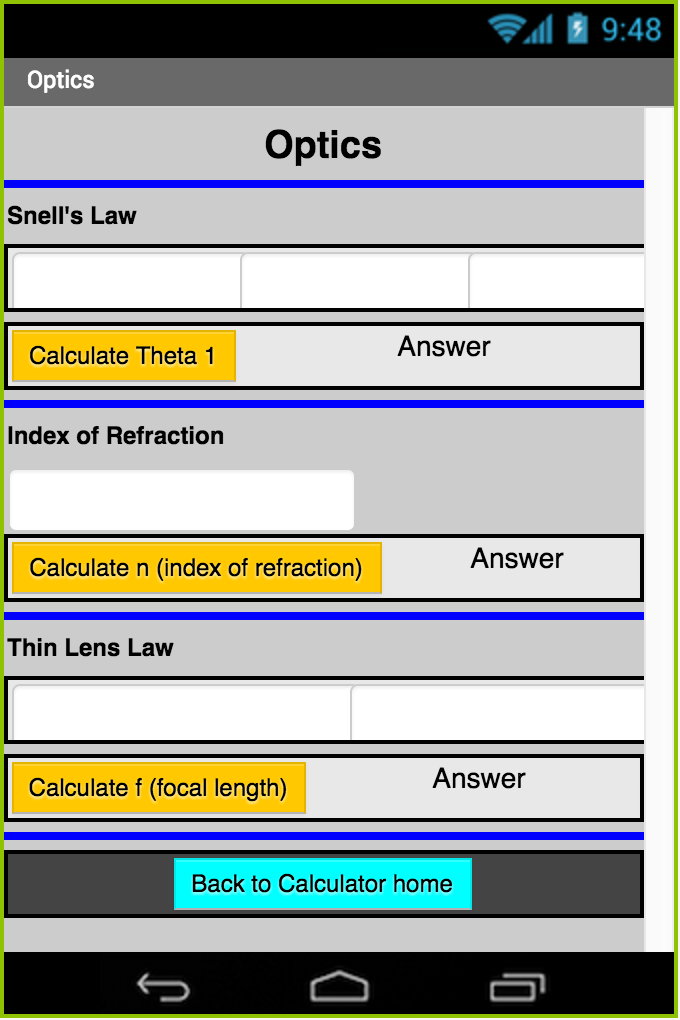 9:48
Optics
Optics
Snell's Law
Calculate Theta 1
Answer
Index of Refraction
Calculate n (index of refraction)
Answer
Thin Lens Law
Calculate f (focal length)
Answer
Back to Calculator home